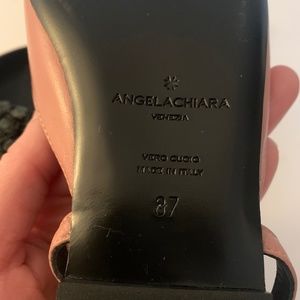 ANGELACHIARA
VENEZIA
VERO CUOIO
MADE IN ITALY
37